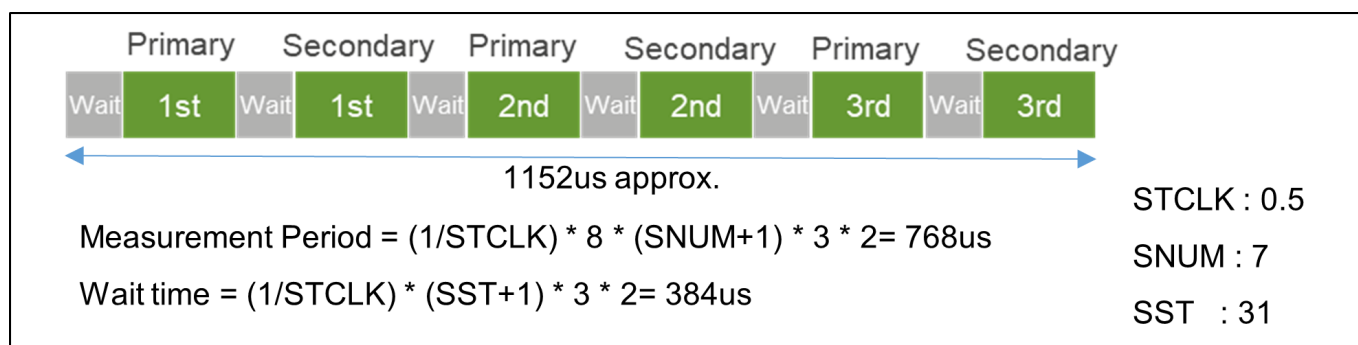 Primary Secondary Primary Secondary Primary Secondary
Wait 1st Wait 1st Wait 2nd Wait 2nd Wait 3rd Wait 3rd
1152us approx.
Measurement Period = (1/STCLK) * 8 * (SNUM+1) * 3 * 2= 768us
Wait time = (1/STCLK) * (SST+1) * 3 * 2= 384us
STCLK : 0.5
SNUM : 7
SST : 31